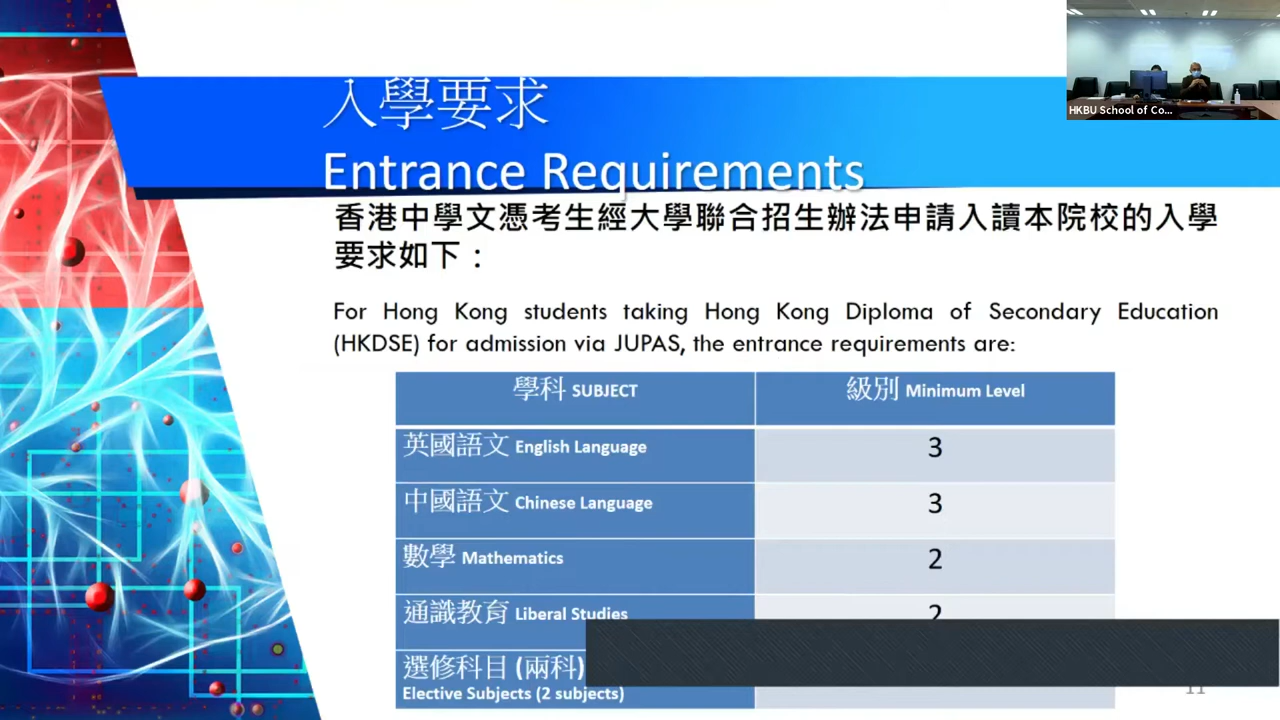 HKBU School of Co...
入學要求
Entrance Requirements
香港中學文憑考生經大學聯合招生辦法申請入讀本院校的入學
要求如下：
For Hong Kong students taking Hong Kong Diploma of Secondary Education
(HKDSE) for admission via JUPAS, the entrance requirements are:
學科 SUBJECT 級別 Minimum Level
英國語文 English Language 3
中國語文 Chinese Language 3
數學 Mathematics 2
通識教育 Liberal Studies 2
選修科目 (兩科)
Elective Subjects (2 subjects)
11